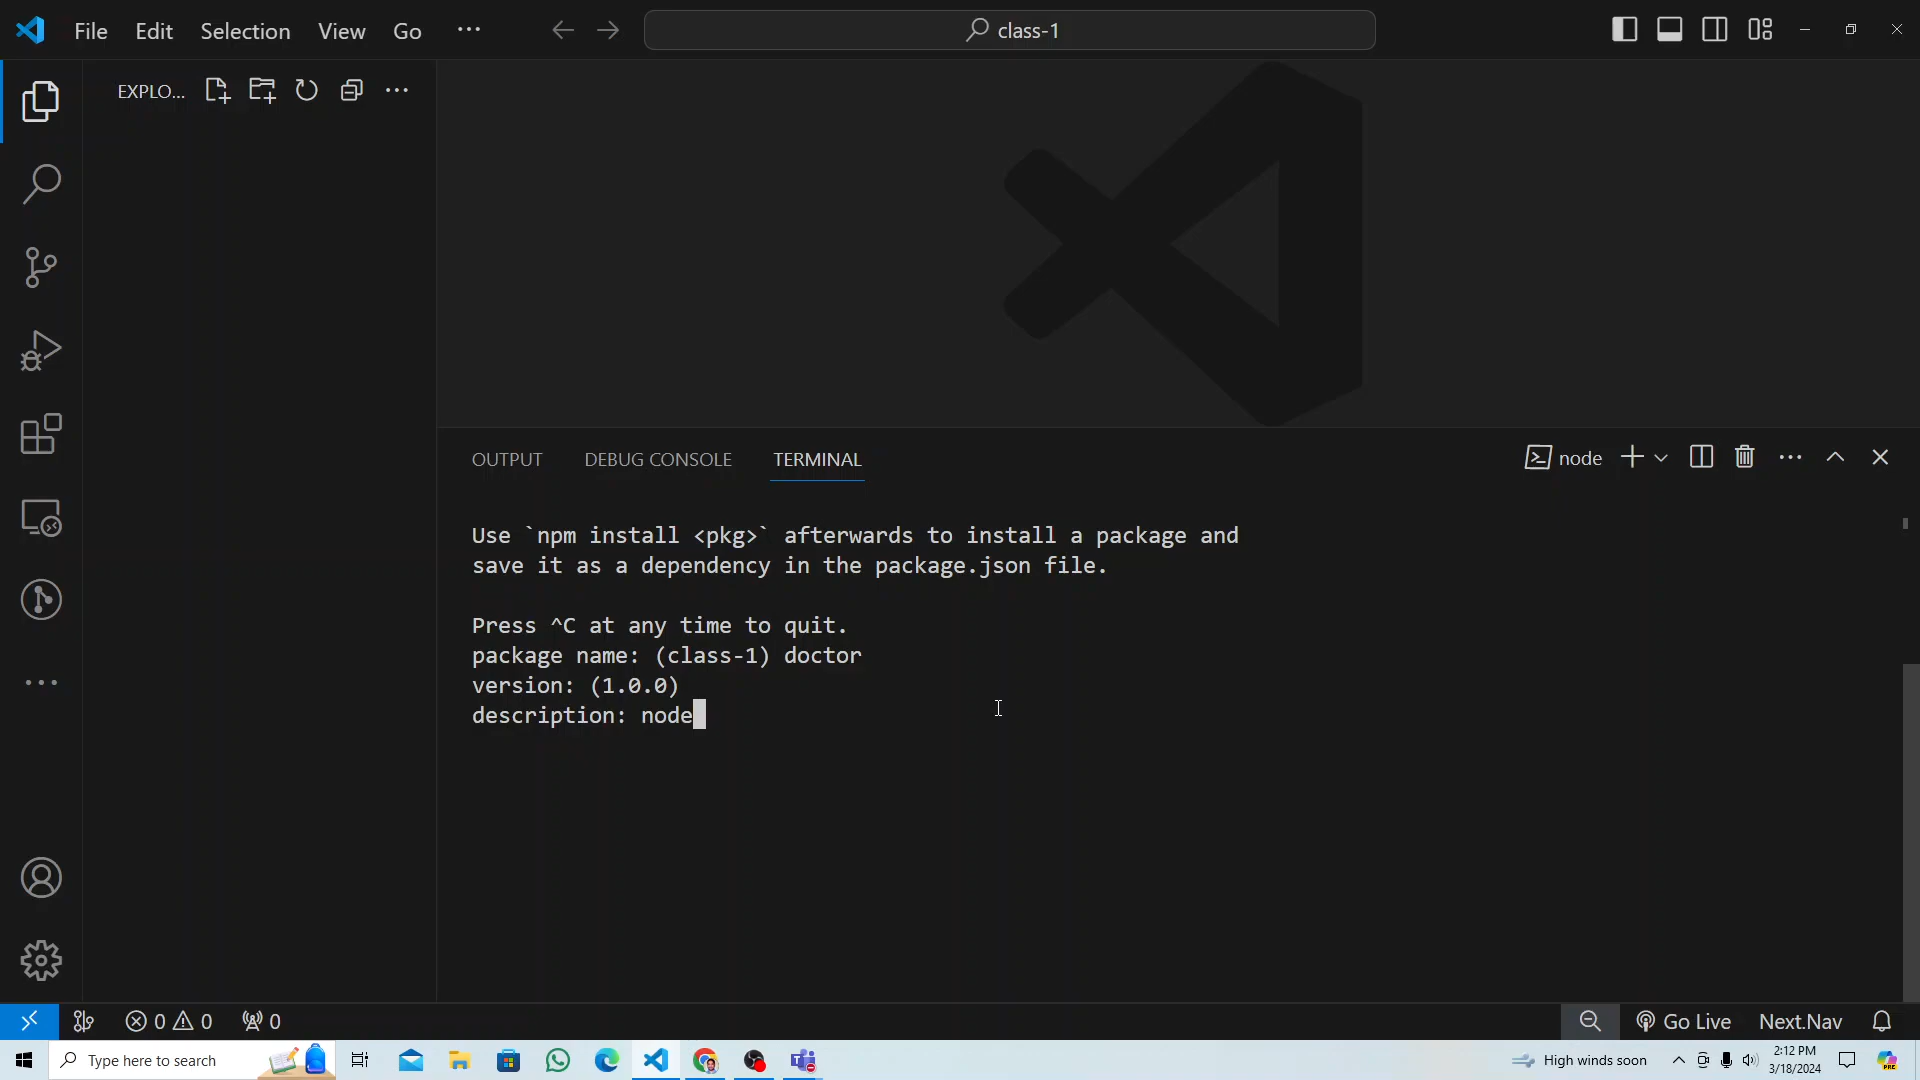 File Edit Selection View Go ···
class-1
EXPLO...
OUTPUT DEBUG CONSOLE TERMINAL
node
Use `npm install <pkg>` afterwards to install a package and
save it as a dependency in the package.json file.
Press ^C at any time to quit.
package name: (class-1) doctor
version: (1.0.0)
description: node
0 0 0
Go Live Next.Nav
Type here to search
High winds soon
2:12 PM
3/18/2024
PRE